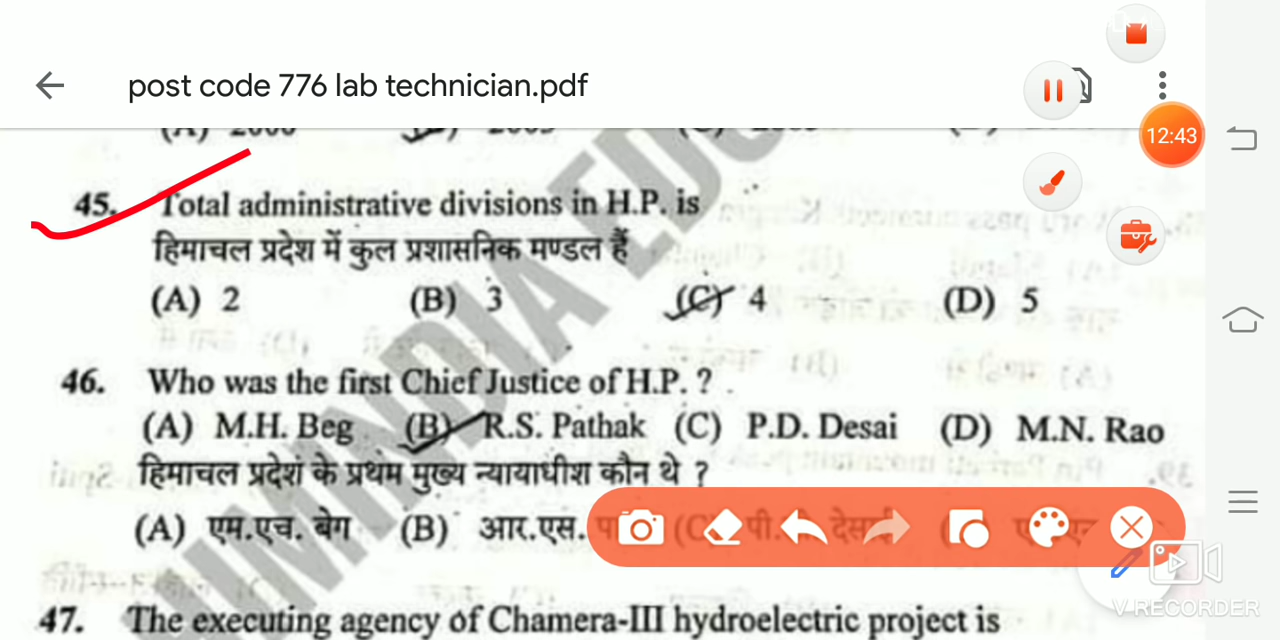 post code 776 lab technician.pdf
12:43
45. Total administrative divisions in H.P. is
हिमाचल प्रदेश में कुल प्रशासनिक मण्डल हैं
(A) 2 (B) 3 (C) 4 (D) 5
46. Who was the first Chief Justice of H.P. ?
(A) M.H. Beg (B) R.S. Pathak (C) P.D. Desai (D) M.N. Rao
हिमाचल प्रदेश के प्रथम मुख्य न्यायाधीश कौन थे ?
(A) एम.एच. बेग (B) आर.एस. (C) देसाई
47. The executing agency of Chamera-III hydroelectric project is
HIMINDIA EDU
V RECORDER